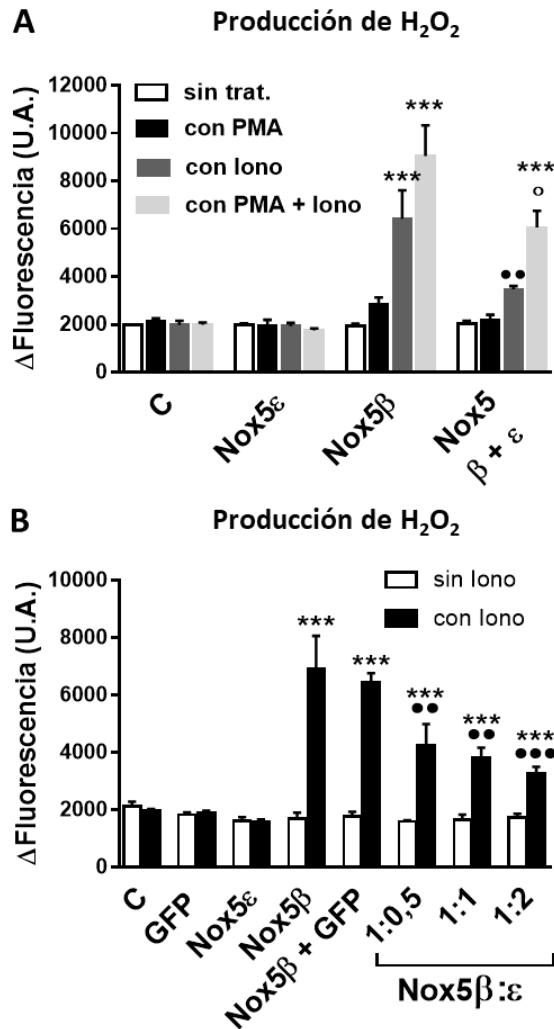 A
Producción de H₂O₂
ΔFluorescencia (U.A.)
12000
10000
8000
6000
4000
2000
0
sin trat.
con PMA
con Iono
con PMA + Iono
***
***
••
***
o
C
Nox5ε
Nox5β
Nox5
β + ε
B
Producción de H₂O₂
ΔFluorescencia (U.A.)
10000
8000
6000
4000
2000
0
sin Iono
con Iono
***
***
***
••
***
••
***
•••
C
GFP
Nox5ε
Nox5β
Nox5β + GFP
1:0,5
1:1
1:2
Nox5β:ε